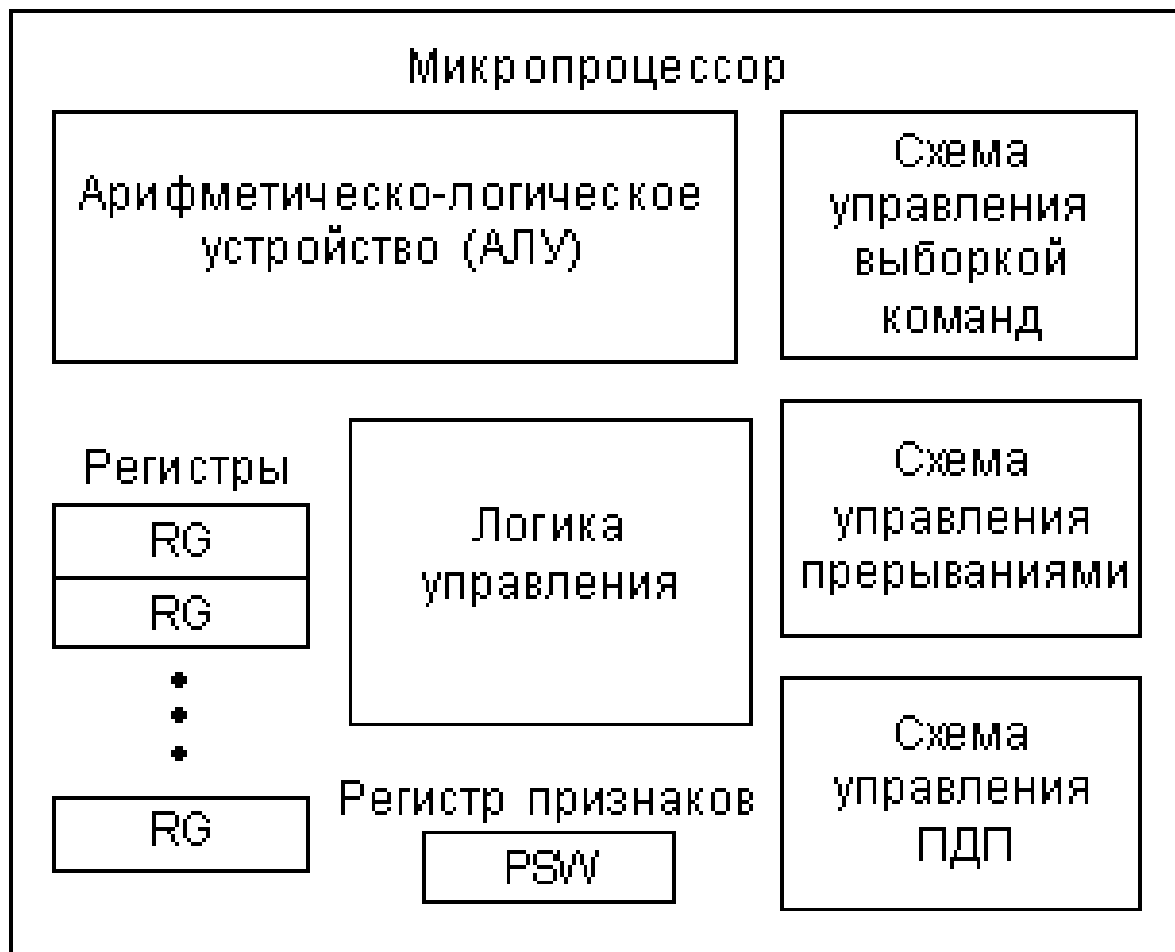 Микропроцессор
Арифметическо-логическое
устройство (АЛУ)
Схема
управления
выборкой
команд
Регистры
RG
RG
RG
Логика
управления
Регистр признаков
PSW
Схема
управления
прерываниями
Схема
управления
ПДП